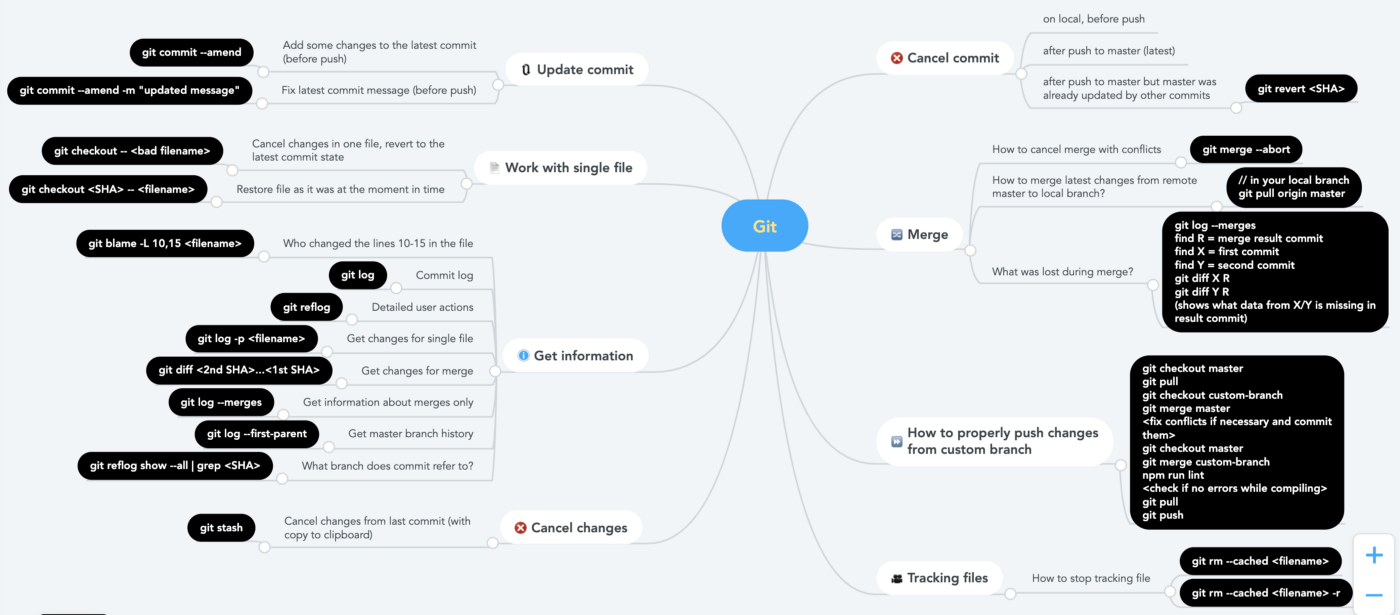 Git
Update commit
Add some changes to the latest commit
(before push)
git commit --amend
Fix latest commit message (before push)
git commit --amend -m "updated message"
Work with single file
Cancel changes in one file, revert to the
latest commit state
git checkout -- <bad filename>
Restore file as it was at the moment in time
git checkout <SHA> -- <filename>
Get information
Who changed the lines 10-15 in the file
git blame -L 10,15 <filename>
Commit log
git log
Detailed user actions
git reflog
Get changes for single file
git log -p <filename>
Get changes for merge
git diff <2nd SHA>...<1st SHA>
Get information about merges only
git log --merges
Get master branch history
git log --first-parent
What branch does commit refer to?
git reflog show --all | grep <SHA>
Cancel changes
Cancel changes from last commit (with
copy to clipboard)
git stash
Cancel commit
on local, before push
after push to master (latest)
after push to master but master was
already updated by other commits
git revert <SHA>
Merge
How to cancel merge with conflicts
git merge --abort
How to merge latest changes from remote
master to local branch?
// in your local branch
git pull origin master
What was lost during merge?
git log --merges
find R = merge result commit
find X = first commit
find Y = second commit
git diff X R
git diff Y R
(shows what data from X/Y is missing in
result commit)
How to properly push changes
from custom branch
git checkout master
git pull
git checkout custom-branch
git merge master
<fix conflicts if necessary and commit
them>
git checkout master
git merge custom-branch
npm run lint
<check if no errors while compiling>
git pull
git push
Tracking files
How to stop tracking file
git rm --cached <filename>
git rm --cached <filename> -r